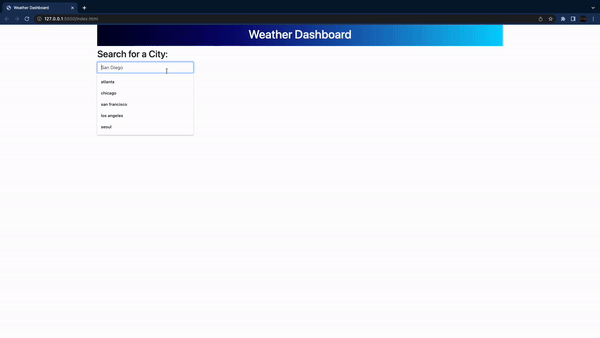 Weather Dashboard
127.0.0.1:5500/index.html
Weather Dashboard
Search for a City:
San Diego
atlanta
chicago
san francisco
los angeles
seoul